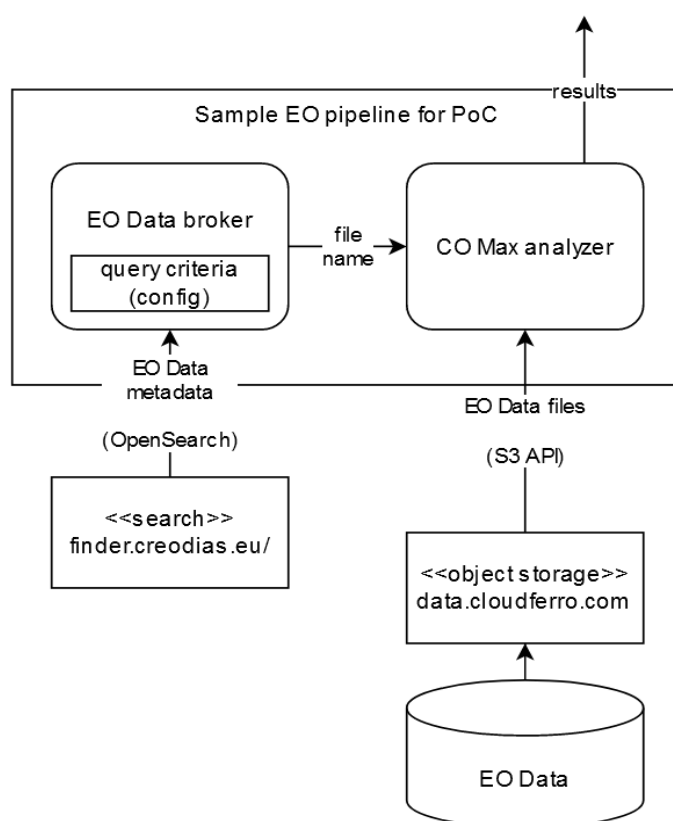 results
Sample EO pipeline for PoC
EO Data broker
query criteria
(config)
file
name
CO Max analyzer
EO Data
metadata
(OpenSearch)
<<search>>
finder.creodias.eu/
EO Data files
(S3 API)
<<object storage>>
data.cloudferro.com
EO Data